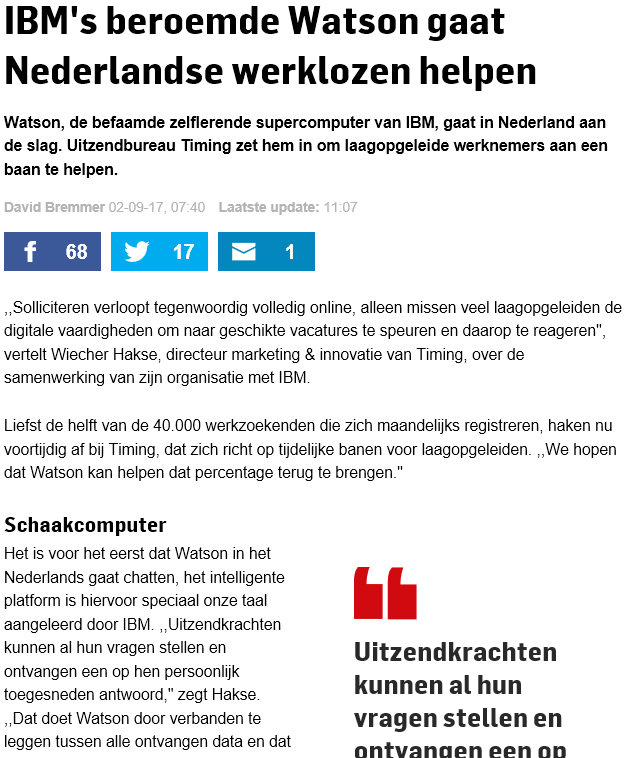 IBM's beroemde Watson gaat
Nederlandse werklozen helpen
Watson, de befaamde zelflerende supercomputer van IBM, gaat in Nederland aan
de slag. Uitzendbureau Timing zet hem in om laagopgeleide werknemers aan een
baan te helpen.
David Bremmer 02-09-17, 07:40 Laatste update: 11:07
68 17 1
,,Solliciteren verloopt tegenwoordig volledig online, alleen missen veel laagopgeleiden de
digitale vaardigheden om naar geschikte vacatures te speuren en daarop te reageren",
vertelt Wiecher Hakse, directeur marketing & innovatie van Timing, over de
samenwerking van zijn organisatie met IBM.
Liefst de helft van de 40.000 werkzoekenden die zich maandelijks registreren, haken nu
voortijdig af bij Timing, dat zich richt op tijdelijke banen voor laagopgeleiden. ,,We hopen
dat Watson kan helpen dat percentage terug te brengen."
Schaakcomputer
Het is voor het eerst dat Watson in het
Nederlands gaat chatten, het intelligente
platform is hiervoor speciaal onze taal
aangeleerd door IBM. ,,Uitzendkrachten
kunnen al hun vragen stellen en
ontvangen een op hen persoonlijk
toegesneden antwoord," zegt Hakse.
,,Dat doet Watson door verbanden te
leggen tussen alle ontvangen data en dat
Uitzendkrachten
kunnen al hun
vragen stellen en
ontvangen een op